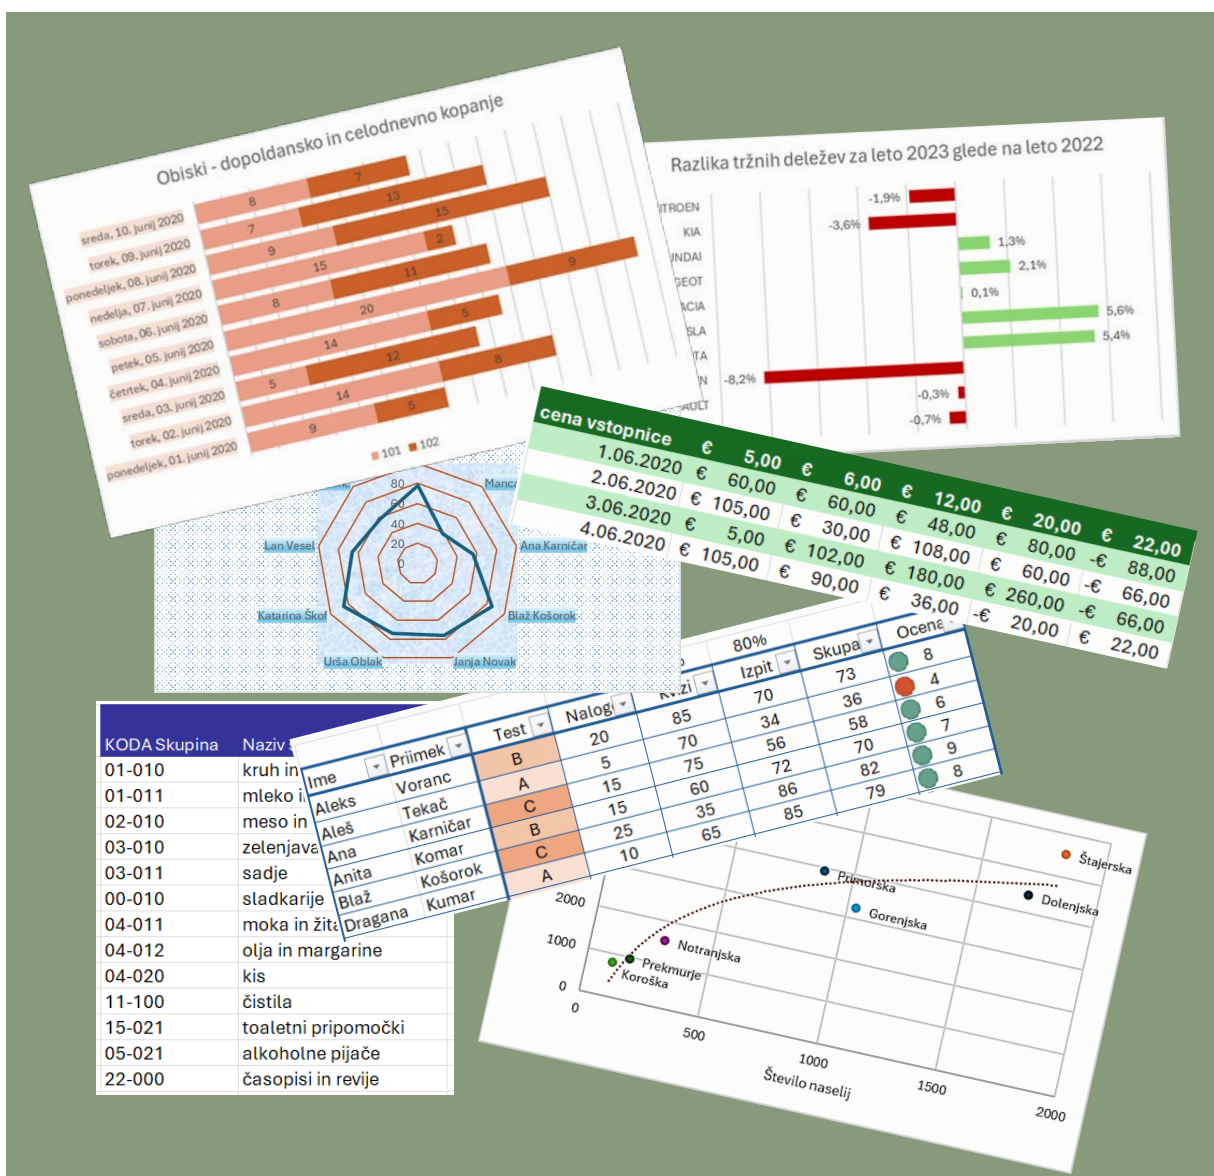 Obiski - dopoldansko in celodnevno kopanje
sreda, 10. junij 2020 8 7
torek, 09. junij 2020 7 13
ponedeljek, 08. junij 2020 9 15
nedelja, 07. junij 2020 15 2
sobota, 06. junij 2020 8 11
petek, 05. junij 2020 20 9
četrtek, 04. junij 2020 14 5
sreda, 03. junij 2020 5 12
torek, 02. junij 2020 14 8
ponedeljek, 01. junij 2020 9 5
101 102
Razlika tržnih deležev za leto 2023 glede na leto 2022
ITROEN -1,9%
KIA -3,6%
UNDAI 1,3%
GEOT 2,1%
ACIA 0,1%
SLA 5,6%
TA 5,4%
EN -8,2%
-0,3%
AULT -0,7%
cena vstopnice € 5,00 € 6,00 € 12,00 € 20,00 € 22,00
1.06.2020 € 60,00 € 60,00 € 48,00 € 80,00 -€ 88,00
2.06.2020 € 105,00 € 30,00 € 108,00 € 60,00 -€ 66,00
3.06.2020 € 5,00 € 102,00 € 180,00 € 260,00 -€ 66,00
4.06.2020 € 105,00 € 90,00 € 36,00 -€ 20,00 € 22,00
80
60
40
20
0
Manca
Lan Vesel
Ana Karničar
Katarina Škof
Blaž Košorok
Urša Oblak
Janja Novak
% 80%
Ime Priimek Test Nalog Kvizi Izpit Skupa Ocena
Aleks Voranc B 20 85 70 73 8
Aleš Tekač A 5 70 34 36 4
Ana Karničar C 15 75 56 58 6
Anita Komar B 15 60 72 70 7
Blaž Košorok C 25 35 86 82 9
Dragana Kumar A 10 65 85 79 8
KODA Skupina Naziv
01-010 kruh in
01-011 mleko i
02-010 meso in
03-010 zelenjava
03-011 sadje
00-010 sladkarije
04-011 moka in žita
04-012 olja in margarine
04-020 kis
11-100 čistila
15-021 toaletni pripomočki
05-021 alkoholne pijače
22-000 časopisi in revije
2000
1000
0
Štajerska
Primorska
Dolenjska
Gorenjska
Notranjska
Prekmurje
Koroška
0
500
1000
1500
2000
Število naselij